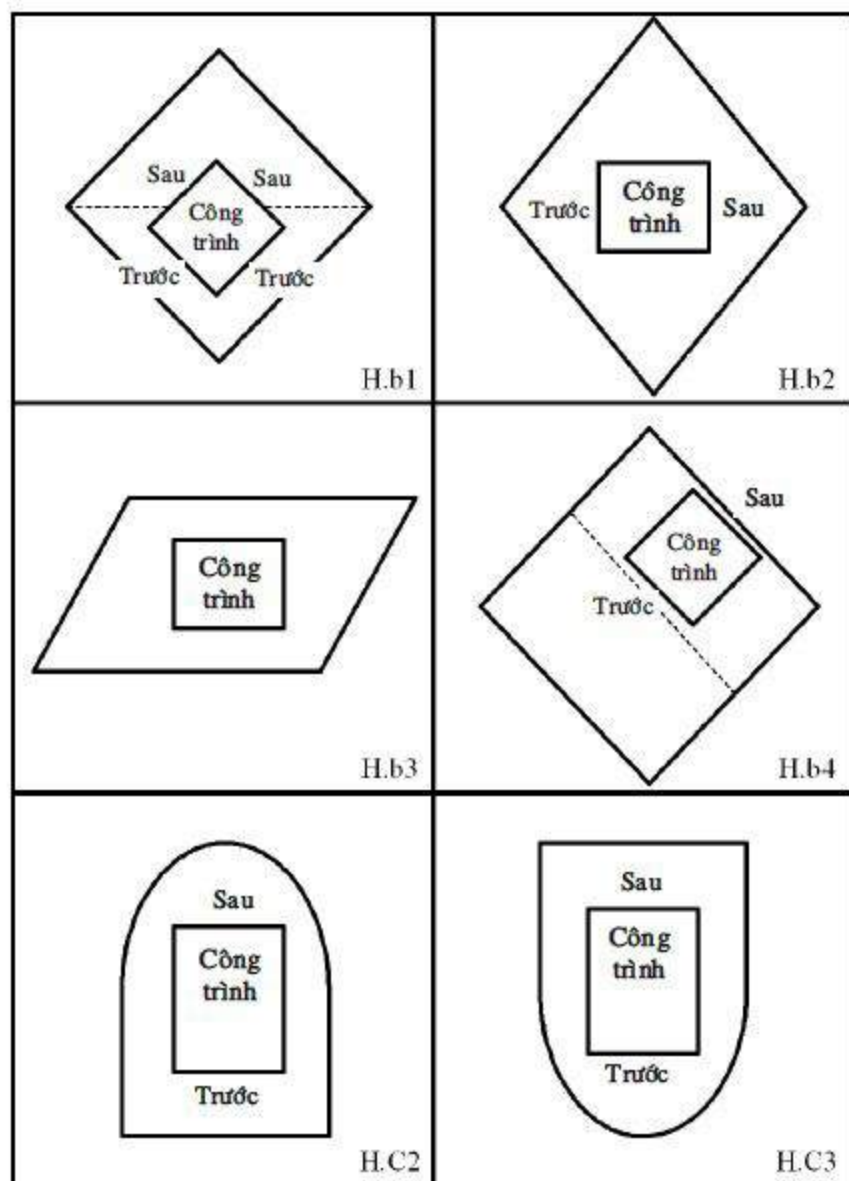 Sau Sau
Công
trình
Trước Trước
H.b1
Trước
Công
trình
Sau
H.b2
Công
trình
H.b3
Sau
Công
trình
Trước
H.b4
Sau
Công
trình
Trước
H.C2
Sau
Công
trình
Trước
H.C3